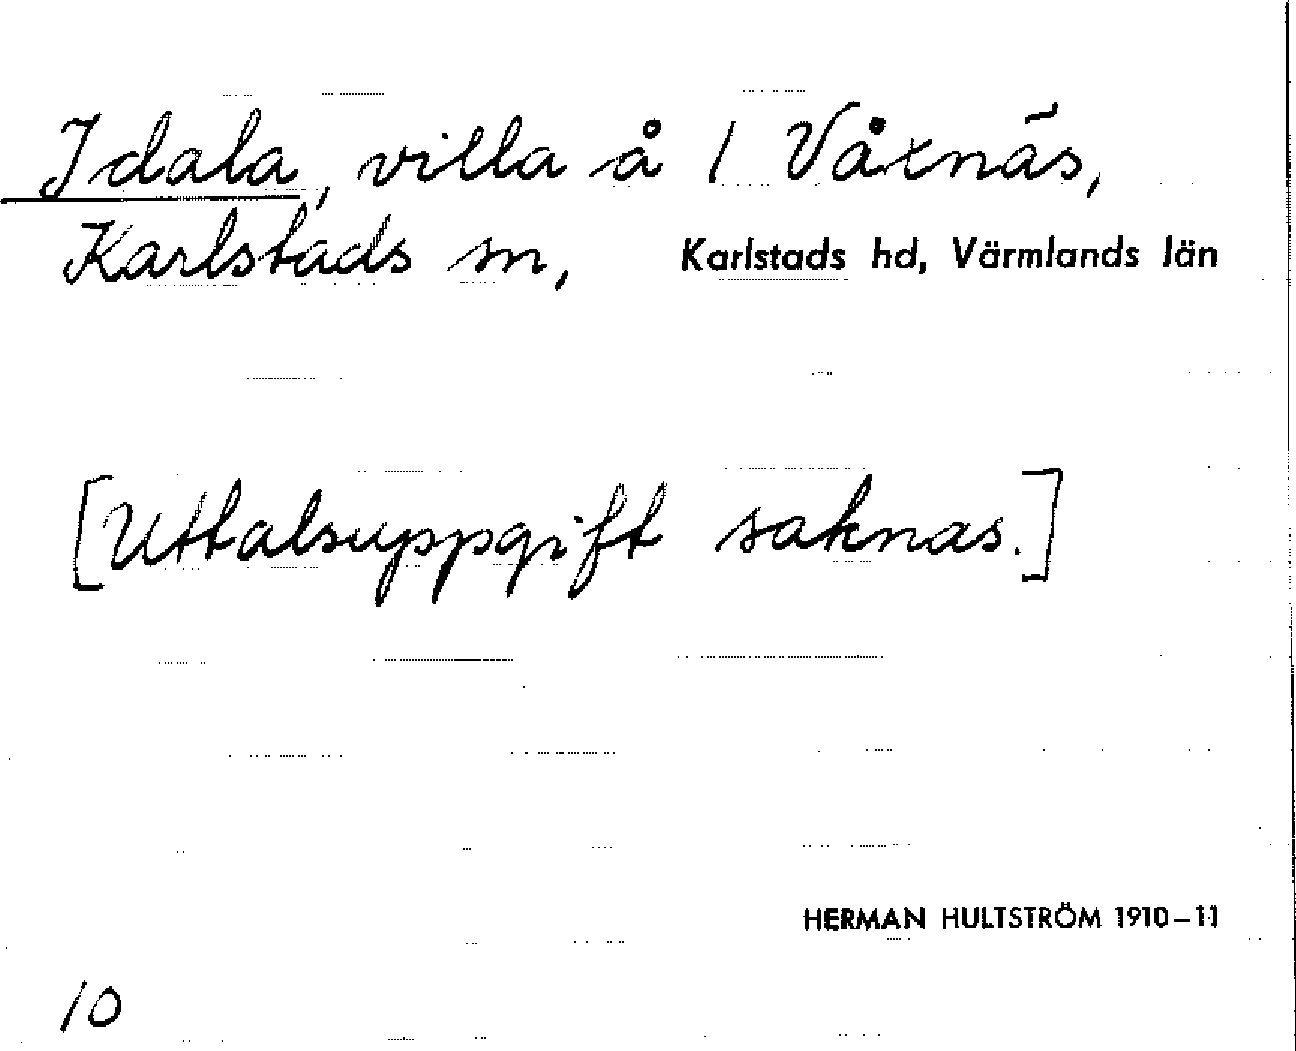 Idala, villa å 1 Våxnäs,
Karlstads sn, Karlstads hd, Värmlands län
[Uttalsuppgift saknas.]
HERMAN HULTSTRÖM 1910–11
10